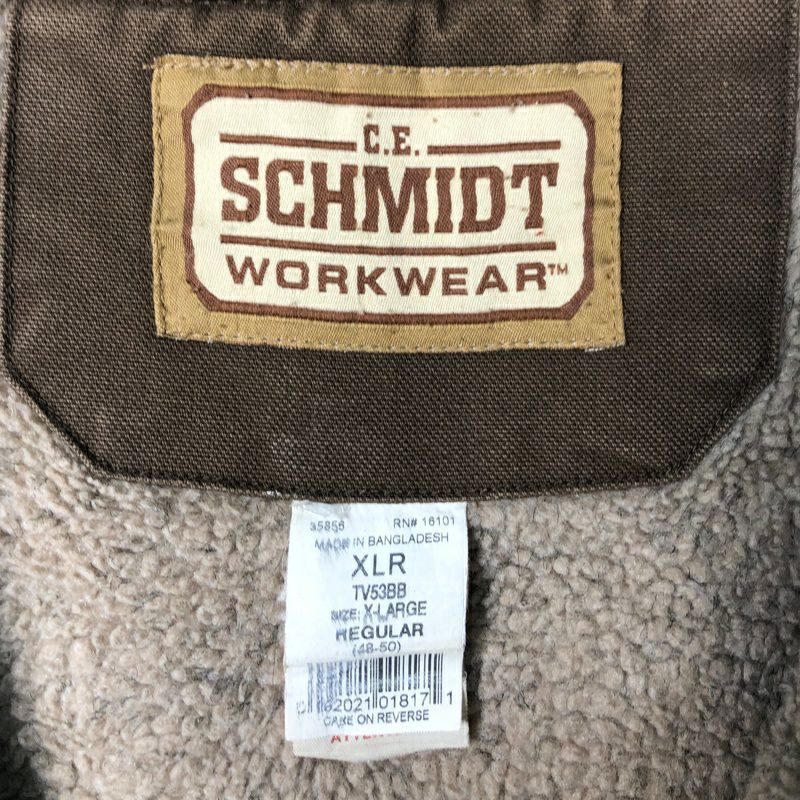 C.E.
SCHMIDT
WORKWEAR™
35856 RN# 16101
MADE IN BANGLADESH
XLR
TV53BB
SIZE: X-LARGE
REGULAR
(48-50)
62021 01817 1
CARE ON REVERSE